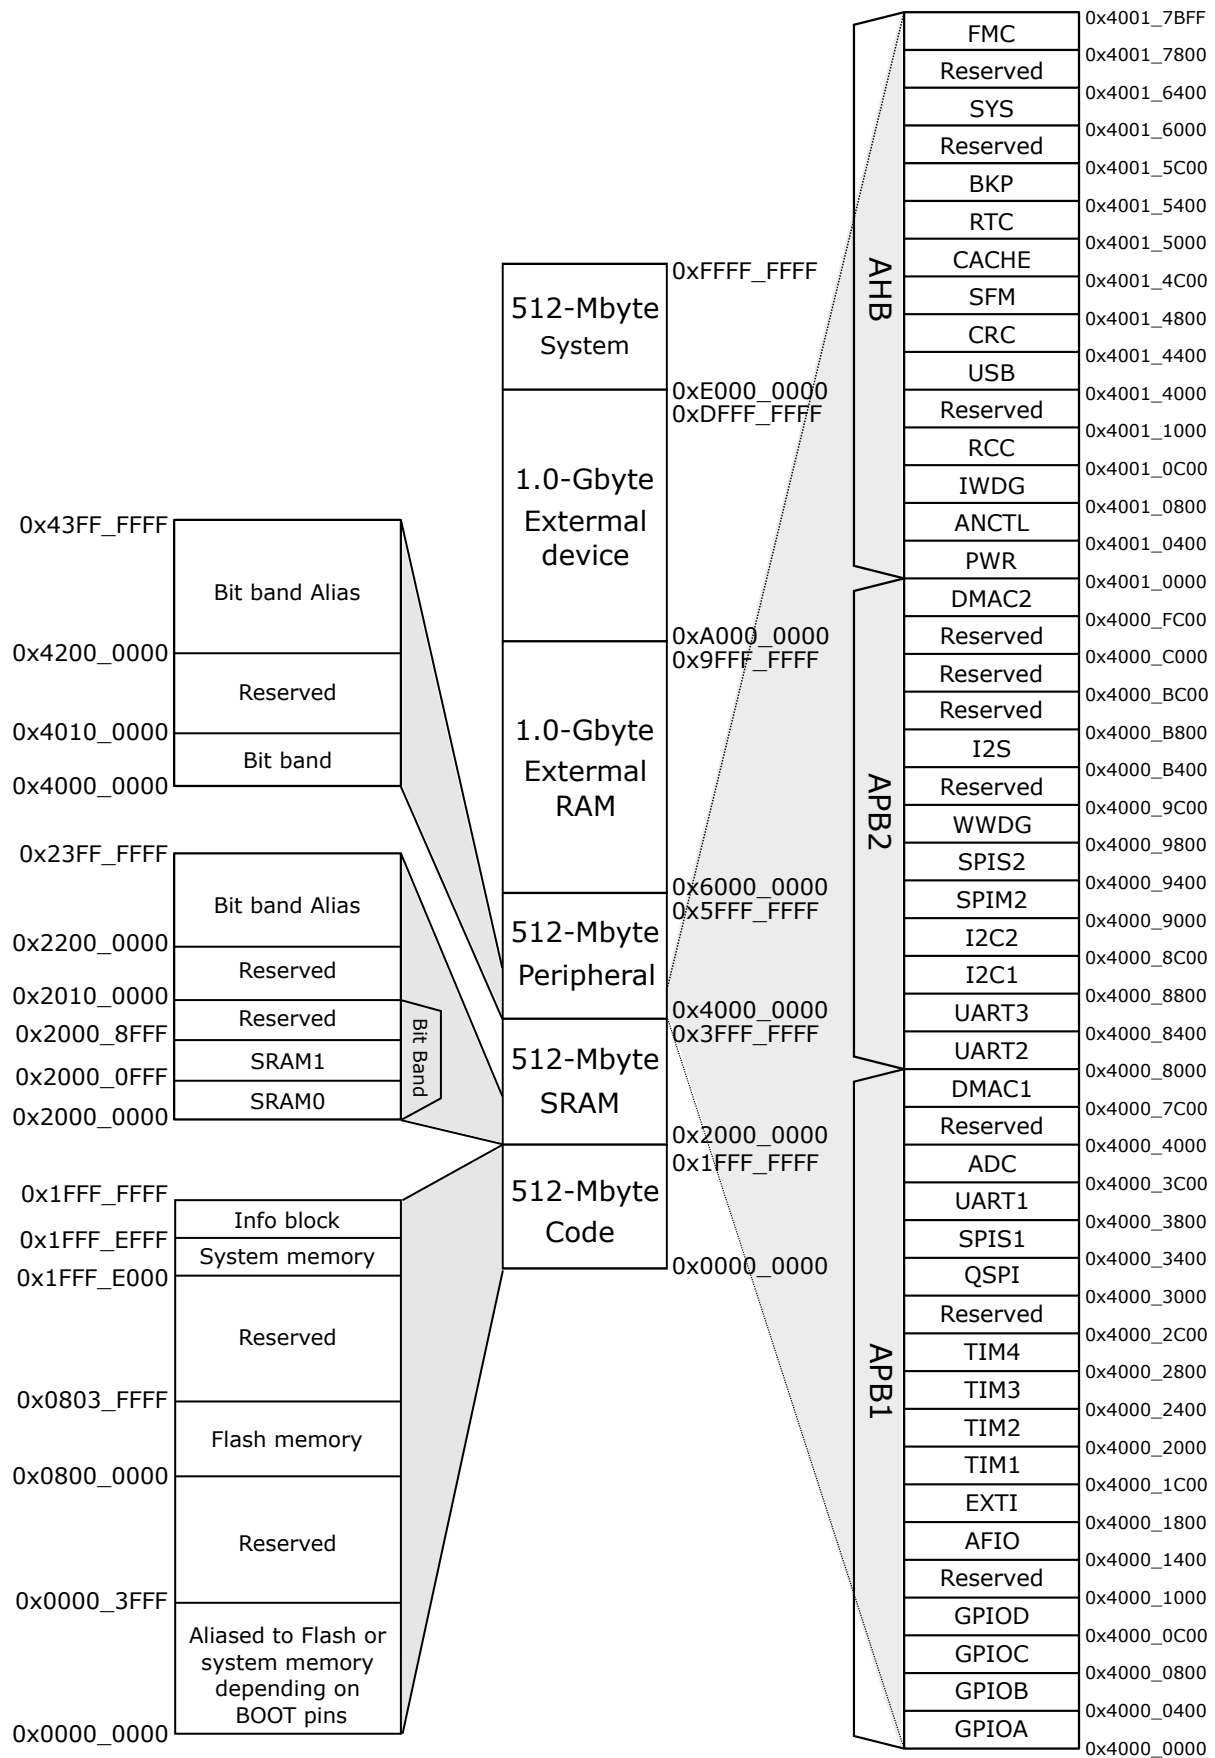 0x43FF_FFFF
Bit band Alias
0x4200_0000
Reserved
0x4010_0000
Bit band
0x4000_0000
0x23FF_FFFF
Bit band Alias
0x2200_0000
Reserved
0x2010_0000
Reserved
0x2000_8FFF
SRAM1
0x2000_0FFF
SRAM0
0x2000_0000
Bit Band
0x1FFF_FFFF
Info block
0x1FFF_EFFF
System memory
0x1FFF_E000
Reserved
0x0803_FFFF
Flash memory
0x0800_0000
Reserved
0x0000_3FFF
Aliased to Flash or
system memory
depending on
BOOT pins
0x0000_0000
0xFFFF_FFFF
512-Mbyte
System
0xE000_0000
0xDFFF_FFFF
1.0-Gbyte
Extermal
device
0xA000_0000
0x9FFF_FFFF
1.0-Gbyte
Extermal
RAM
0x6000_0000
0x5FFF_FFFF
512-Mbyte
Peripheral
0x4000_0000
0x3FFF_FFFF
512-Mbyte
SRAM
0x2000_0000
0x1FFF_FFFF
512-Mbyte
Code
0x0000_0000
AHB
0x4001_7BFF
FMC
0x4001_7800
Reserved
0x4001_6400
SYS
0x4001_6000
Reserved
0x4001_5C00
BKP
0x4001_5400
RTC
0x4001_5000
CACHE
0x4001_4C00
SFM
0x4001_4800
CRC
0x4001_4400
USB
0x4001_4000
Reserved
0x4001_1000
RCC
0x4001_0C00
IWDG
0x4001_0800
ANCTL
0x4001_0400
PWR
0x4001_0000
APB2
DMAC2
0x4000_FC00
Reserved
0x4000_C000
Reserved
0x4000_BC00
Reserved
0x4000_B800
I2S
0x4000_B400
Reserved
0x4000_9C00
WWDG
0x4000_9800
SPIS2
0x4000_9400
SPIM2
0x4000_9000
I2C2
0x4000_8C00
I2C1
0x4000_8800
UART3
0x4000_8400
UART2
0x4000_8000
APB1
DMAC1
0x4000_7C00
Reserved
0x4000_4000
ADC
0x4000_3C00
UART1
0x4000_3800
SPIS1
0x4000_3400
QSPI
0x4000_3000
Reserved
0x4000_2C00
TIM4
0x4000_2800
TIM3
0x4000_2400
TIM2
0x4000_2000
TIM1
0x4000_1C00
EXTI
0x4000_1800
AFIO
0x4000_1400
Reserved
0x4000_1000
GPIOD
0x4000_0C00
GPIOC
0x4000_0800
GPIOB
0x4000_0400
GPIOA
0x4000_0000